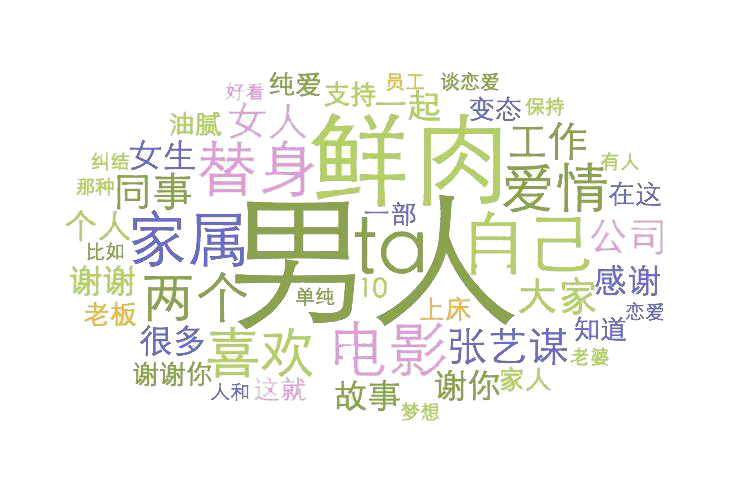 纯爱
员工
谈恋爱
好看
支持
一起
变态
保持
油腻
女人
鲜肉
工作
纠结
女生
替身
爱情
有人
那种
同事
在这
个人
家属
男人
一部
ta
自己
公司
比如
谢谢
两个
单纯
10
大家
感谢
老板
上床
恋爱
很多
喜欢
电影
张艺谋
知道
谢谢你
老婆
人和
这就
故事
谢你
家人
梦想